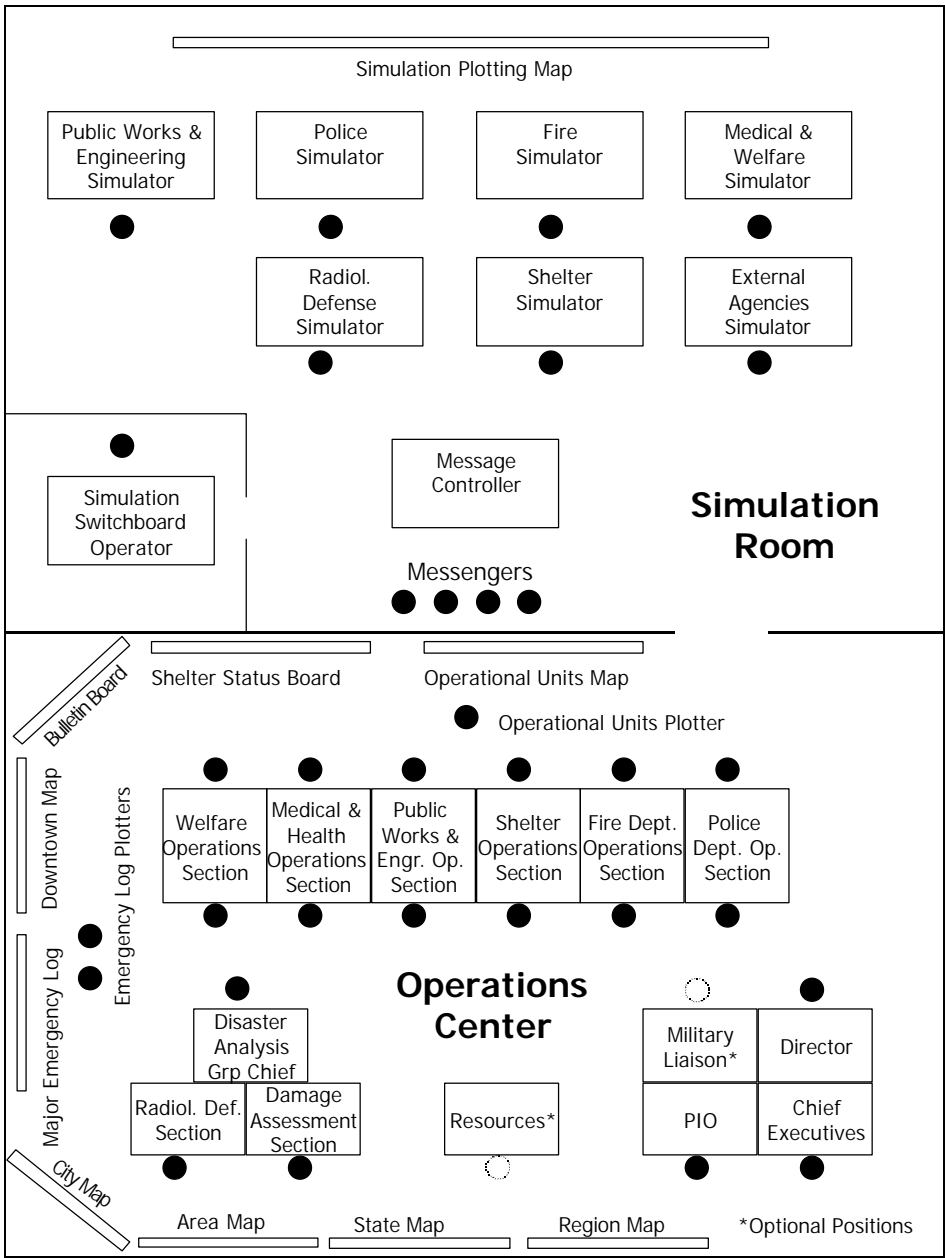 Simulation Plotting Map
Public Works &
Engineering
Simulator
Police
Simulator
Fire
Simulator
Medical &
Welfare
Simulator
Radiol.
Defense
Simulator
Shelter
Simulator
External
Agencies
Simulator
Simulation
Switchboard
Operator
Message
Controller
Simulation
Room
Messengers
Bulletin Board
Shelter Status Board
Operational Units Map
Operational Units Plotter
Downtown Map
Emergency Log Plotters
Welfare
Operations
Section
Medical &
Health
Operations
Section
Public
Works &
Engr. Op.
Section
Shelter
Operations
Section
Fire Dept.
Operations
Section
Police
Dept. Op.
Section
Major Emergency Log
Operations
Center
Disaster
Analysis
Grp Chief
Radiol. Def.
Section
Damage
Assessment
Section
Resources*
Military
Liaison*
Director
PIO
Chief
Executives
City Map
Area Map
State Map
Region Map
*Optional Positions